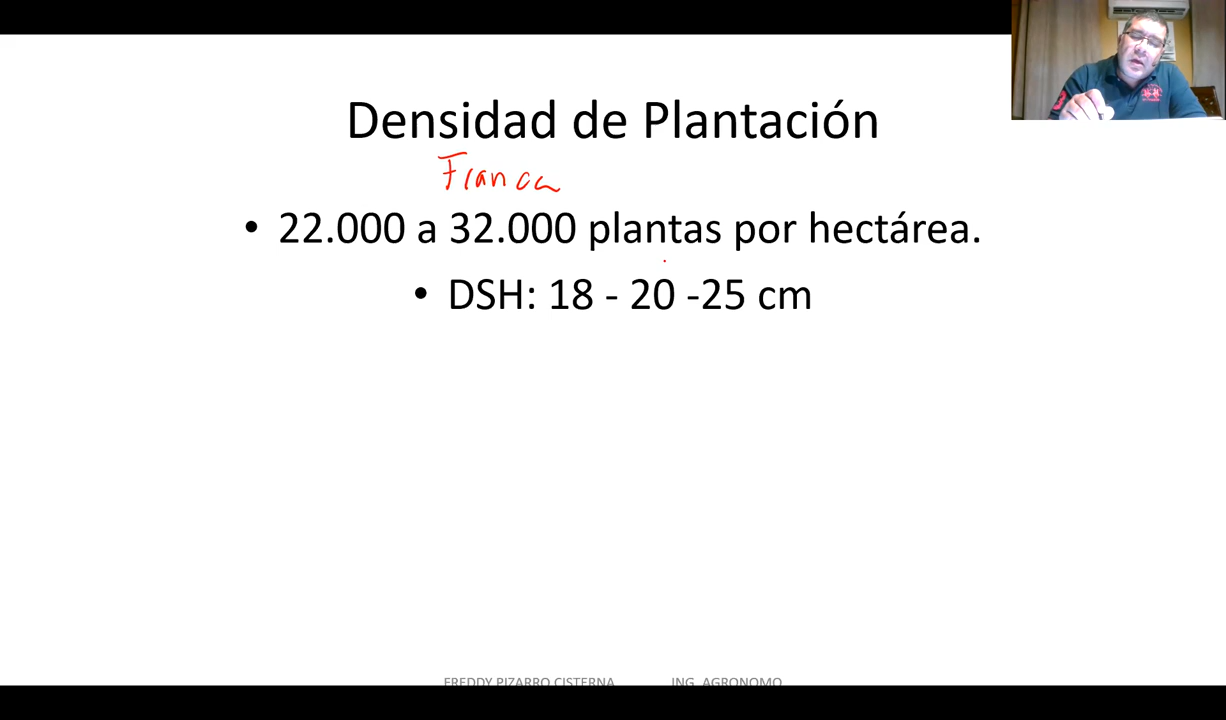 Densidad de Plantación
Franca
• 22.000 a 32.000 plantas por hectárea.
• DSH: 18 - 20 -25 cm
FREDDY PIZARRO CISTERNA ING. AGRONOMO